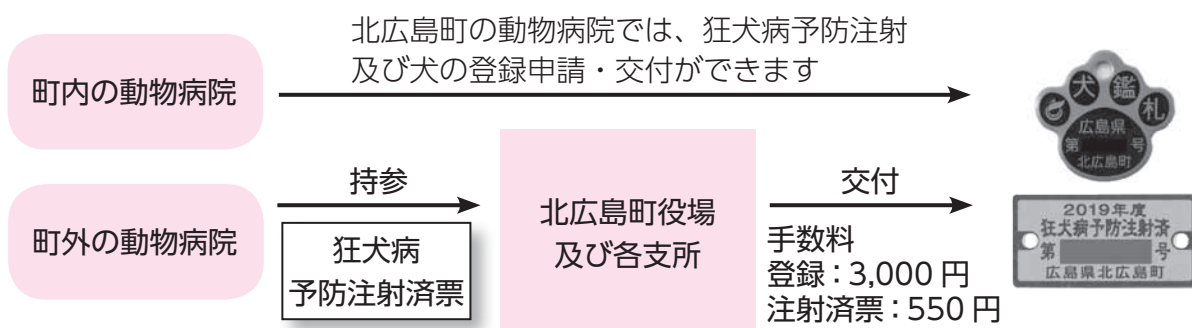 北広島町の動物病院では、狂犬病予防注射
及び犬の登録申請・交付ができます
町内の動物病院
町外の動物病院
持参
狂犬病
予防注射済票
北広島町役場
及び各支所
交付
手数料
登録：3,000円
注射済票：550円
犬鑑札
広島県
第 号
北広島町
2019年度
狂犬病予防注射済
第 号
広島県北広島町